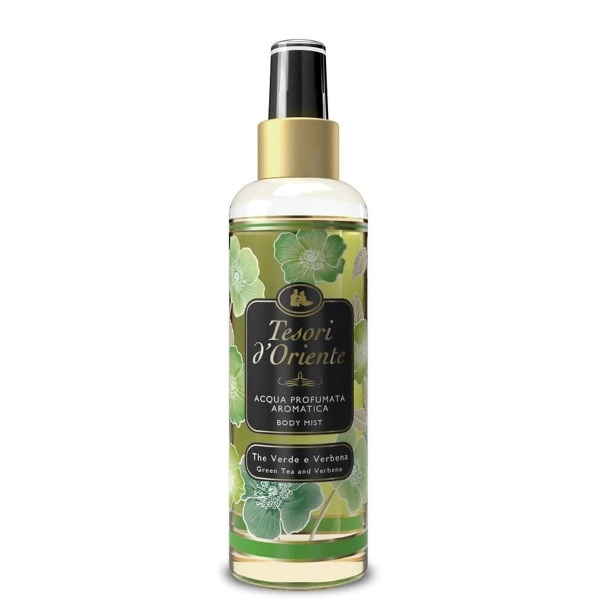 Tesori
d'Oriente
ACQUA PROFUMATA
AROMATICA
BODY MIST
The Verde e Verbena
Green Tea and Verbena